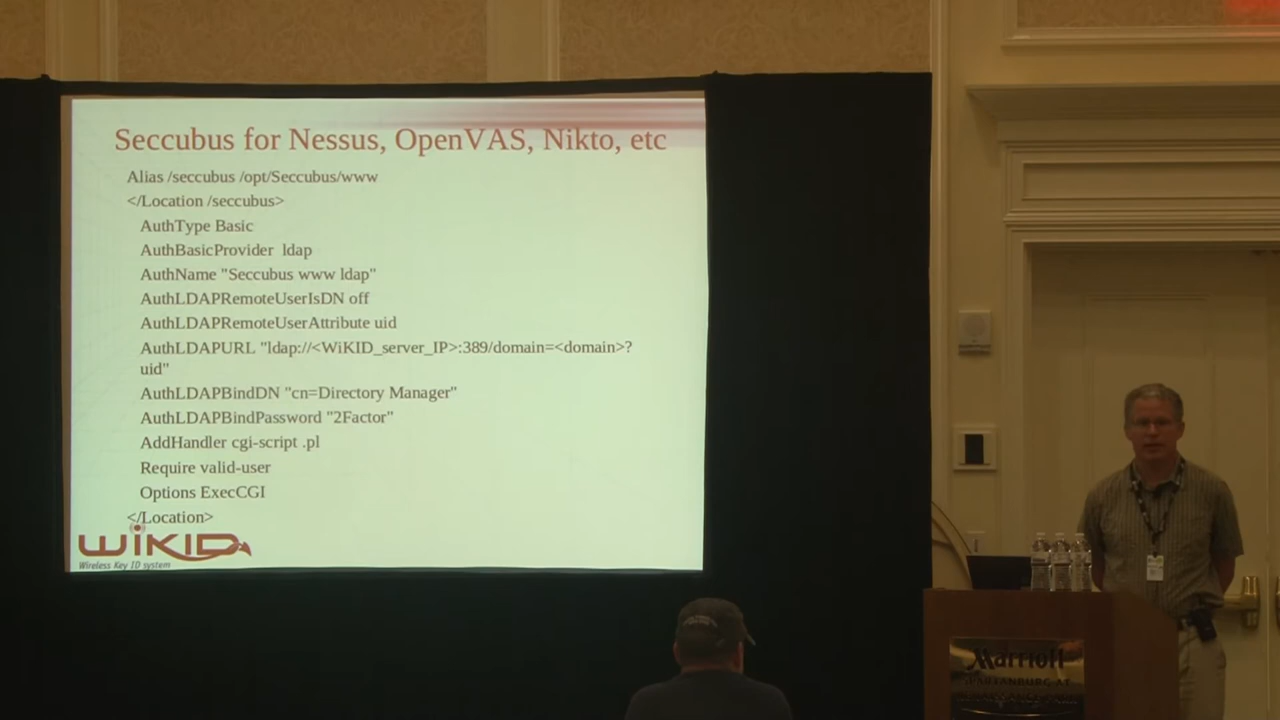 Seccubus for Nessus, OpenVAS, Nikto, etc
Alias /seccubus /opt/Seccubus/www
</Location /seccubus>
AuthType Basic
AuthBasicProvider ldap
AuthName "Seccubus www ldap"
AuthLDAPRemoteUserIsDN off
AuthLDAPRemoteUserAttribute uid
AuthLDAPURL "ldap://<WiKID_server_IP>:389/domain=<domain>?
uid"
AuthLDAPBindDN "cn=Directory Manager"
AuthLDAPBindPassword "2Factor"
AddHandler cgi-script .pl
Require valid-user
Options ExecCGI
</Location>
WiKID
Wireless Key ID system
Marriott
SPARTANBURG AT